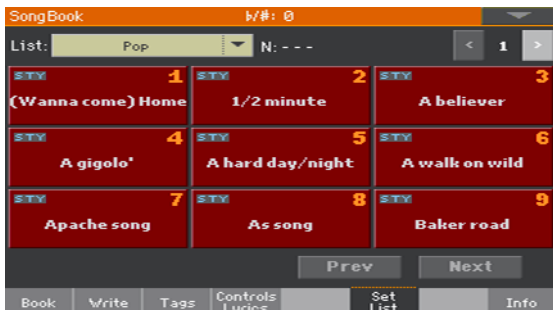 SongBook ♭/#: 0
List: Pop N: - - -
< 1 >
STY 1 STY 2 STY 3
(Wanna come) Home 1/2 minute A believer
STY 4 STY 5 STY 6
A gigolo' A hard day/night A walk on wild
STY 7 STY 8 STY 9
Apache song As song Baker road
Prev Next
Book Write Tags Controls Lyrics Set List Info